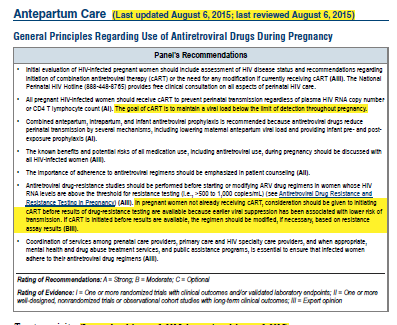 Antepartum Care (Last updated August 6, 2015; last reviewed August 6, 2015)
General Principles Regarding Use of Antiretroviral Drugs During Pregnancy
Panel's Recommendations
• Initial evaluation of HIV-infected pregnant women should include assessment of HIV disease status and recommendations regarding
initiation of combination antiretroviral therapy (cART) or the need for any modification if currently receiving cART (AIII). The National
Perinatal HIV Hotline (888-448-8765) provides free clinical consultation on all aspects of perinatal HIV care.
• All pregnant HIV-infected women should receive cART to prevent perinatal transmission regardless of plasma HIV RNA copy number
or CD4 T lymphocyte count (AI). The goal of cART is to maintain a viral load below the limit of detection throughout pregnancy.
• Combined antepartum, intrapartum, and infant antiretroviral prophylaxis is recommended because antiretroviral drugs reduce
perinatal transmission by several mechanisms, including lowering maternal antepartum viral load and providing infant pre- and post-
exposure prophylaxis (AI).
• The known benefits and potential risks of all medication use, including antiretroviral use, during pregnancy should be discussed with
all HIV-infected women (AIII).
• The importance of adherence to antiretroviral regimens should be emphasized in patient counseling (AII).
• Antiretroviral drug-resistance studies should be performed before starting or modifying ARV drug regimens in women whose HIV
RNA levels are above the threshold for resistance testing (i.e., >500 to 1,000 copies/mL) (see Antiretroviral Drug Resistance and
Resistance Testing in Pregnancy) (AIII). In pregnant women not already receiving cART, consideration should be given to initiating
cART before results of drug-resistance testing are available because earlier viral suppression has been associated with lower risk of
transmission. If cART is initiated before results are available, the regimen should be modified, if necessary, based on resistance
assay results (BIII).
• Coordination of services among prenatal care providers, primary care and HIV specialty care providers, and when appropriate,
mental health and drug abuse treatment services, and public assistance programs, is essential to ensure that infected women
adhere to their antiretroviral drug regimens (AII).
Rating of Recommendations: A = Strong; B = Moderate; C = Optional
Rating of Evidence: I = One or more randomized trials with clinical outcomes and/or validated laboratory endpoints; II = One or more
well-designed, nonrandomized trials or observational cohort studies with long-term clinical outcomes; III = Expert opinion